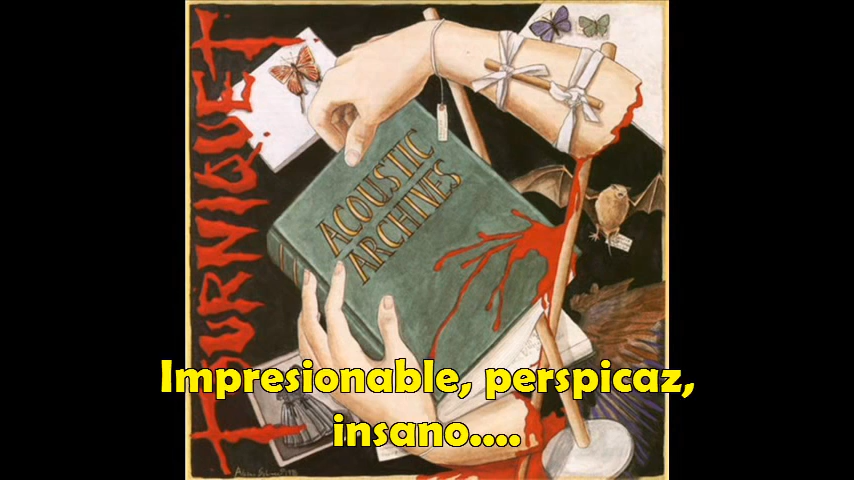 TOURNIQUET
ACOUSTIC
ARCHIVES
Impresionable, perspicaz,
insano....